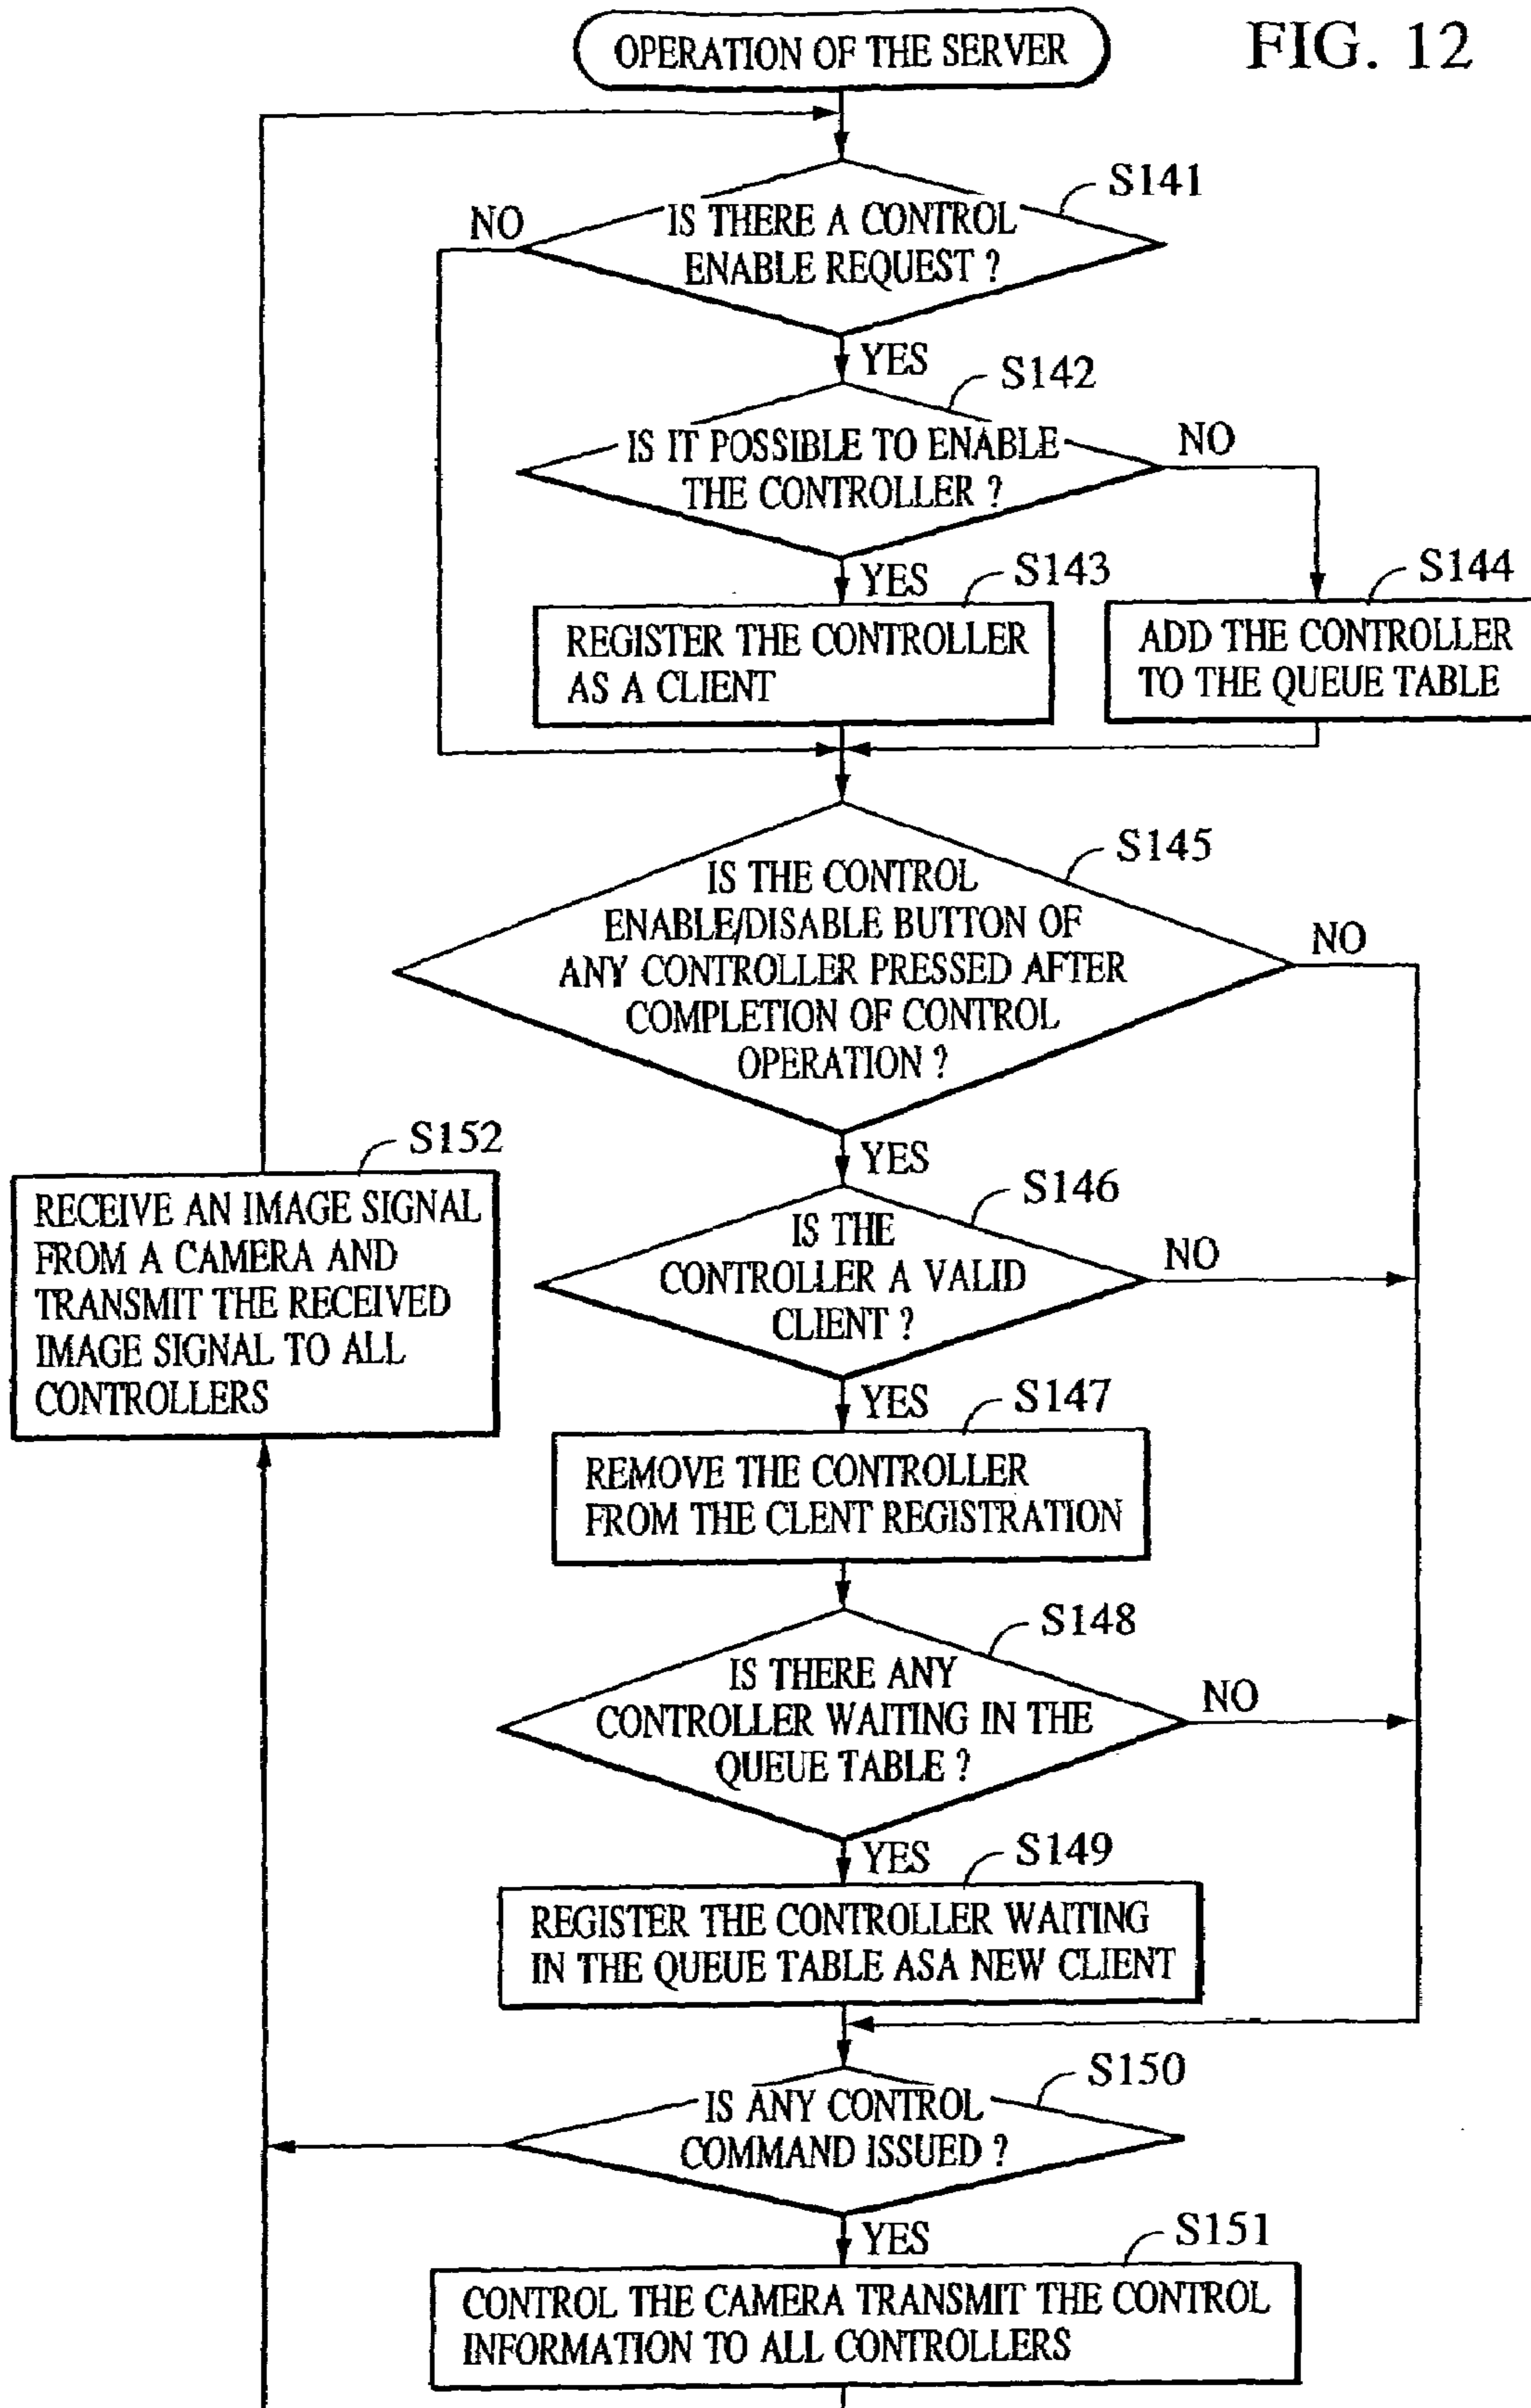 FIG. 12
OPERATION OF THE SERVER
S141
NO
IS THERE A CONTROL
ENABLE REQUEST ?
YES
S142
IS IT POSSIBLE TO ENABLE
THE CONTROLLER ?
NO
YES
S143
REGISTER THE CONTROLLER
AS A CLIENT
S144
ADD THE CONTROLLER
TO THE QUEUE TABLE
S145
IS THE CONTROL
ENABLE/DISABLE BUTTON OF
ANY CONTROLLER PRESSED AFTER
COMPLETION OF CONTROL
OPERATION ?
NO
YES
S152
RECEIVE AN IMAGE SIGNAL
FROM A CAMERA AND
TRANSMIT THE RECEIVED
IMAGE SIGNAL TO ALL
CONTROLLERS
S146
IS THE
CONTROLLER A VALID
CLIENT ?
NO
YES
S147
REMOVE THE CONTROLLER
FROM THE CLENT REGISTRATION
S148
IS THERE ANY
CONTROLLER WAITING IN THE
QUEUE TABLE ?
NO
YES
S149
REGISTER THE CONTROLLER WAITING
IN THE QUEUE TABLE ASA NEW CLIENT
S150
IS ANY CONTROL
COMMAND ISSUED ?
YES
S151
CONTROL THE CAMERA TRANSMIT THE CONTROL
INFORMATION TO ALL CONTROLLERS